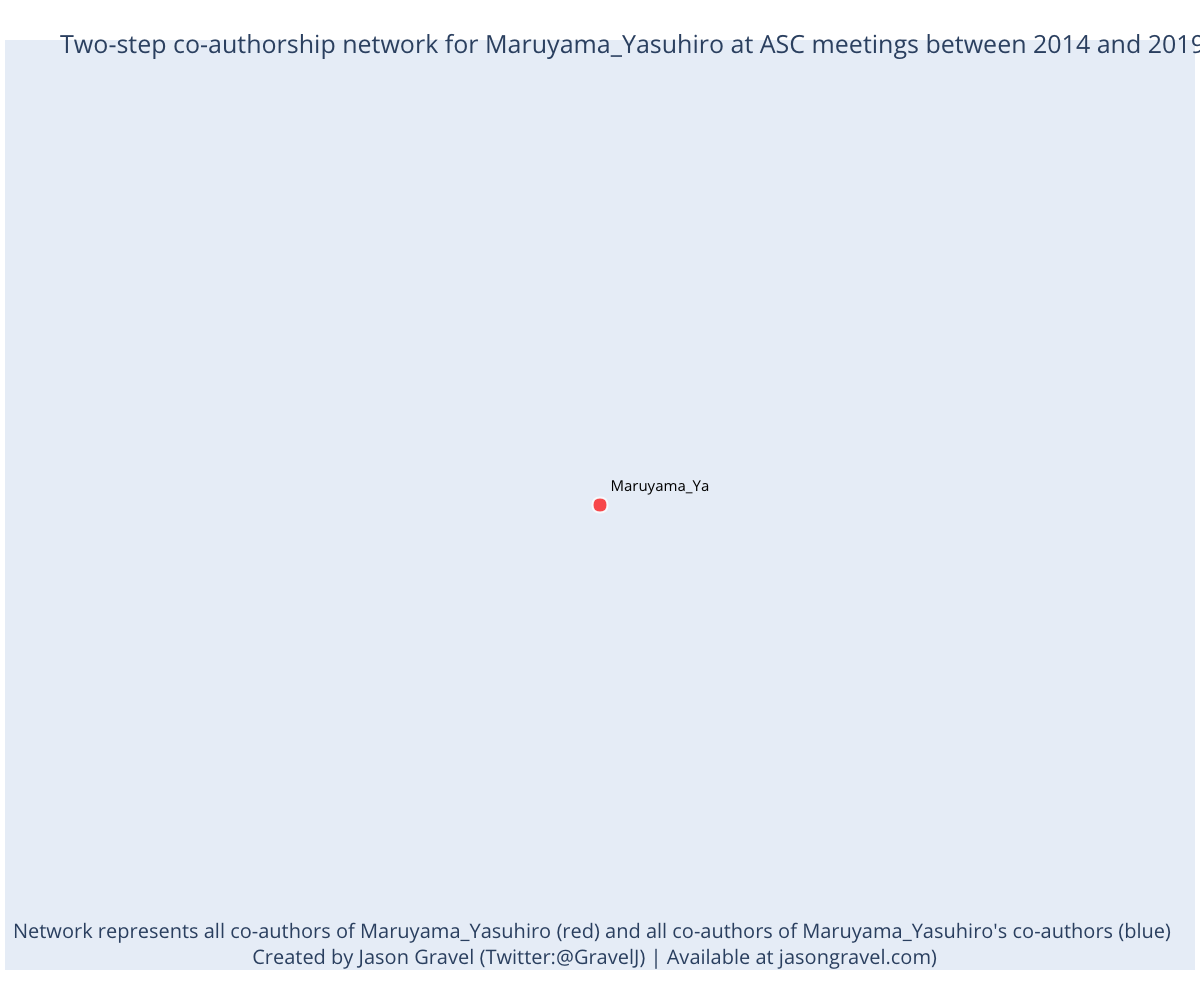 Two-step co-authorship network for Maruyama_Yasuhiro at ASC meetings between 2014 and 2019
Maruyama_Ya
Network represents all co-authors of Maruyama_Yasuhiro (red) and all co-authors of Maruyama_Yasuhiro's co-authors (blue)
Created by Jason Gravel (Twitter:@GravelJ) | Available at jasongravel.com)